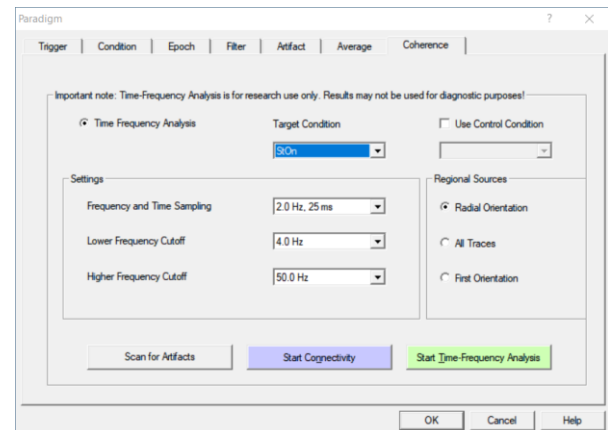 Paradigm
Trigger Condition Epoch Filter Artifact Average Coherence
Important note: Time-Frequency Analysis is for research use only. Results may not be used for diagnostic purposes!
Time Frequency Analysis Target Condition Use Control Condition
StOn
Settings Regional Sources
Frequency and Time Sampling 2.0 Hz, 25 ms Radial Orientation
Lower Frequency Cutoff 4.0 Hz All Traces
Higher Frequency Cutoff 50.0 Hz First Orientation
Scan for Artifacts Start Connectivity Start Time-Frequency Analysis
OK Cancel Help